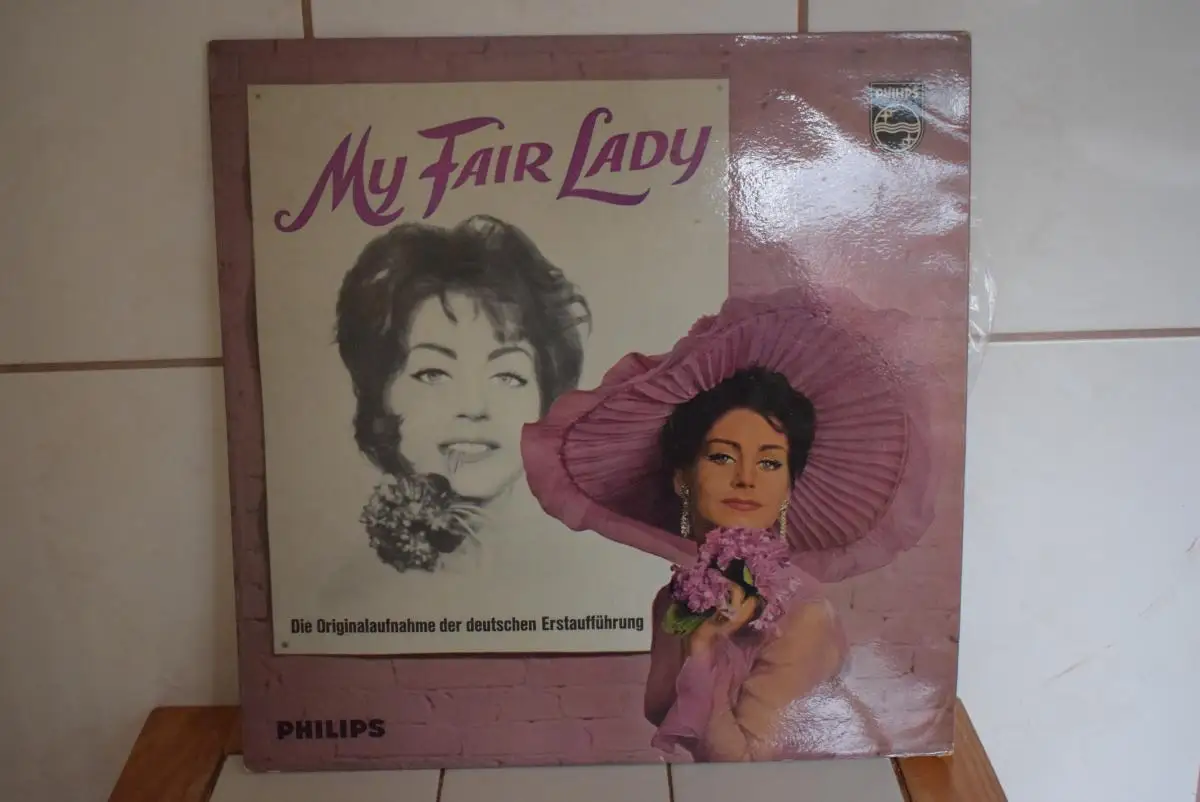 PHILIPS
My Fair Lady
Die Originalaufnahme der deutschen Erstaufführung
PHILIPS